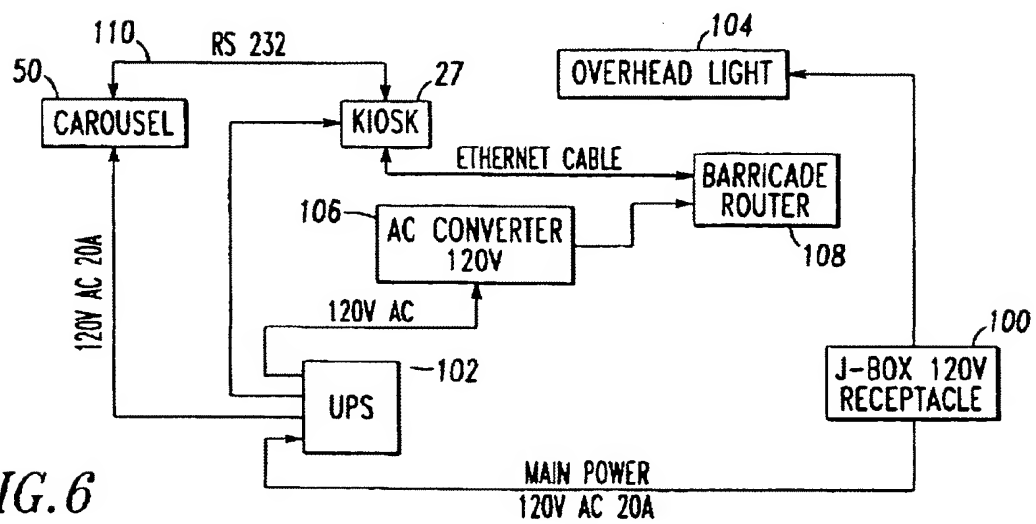 110
RS 232
104
50
27
OVERHEAD LIGHT
CAROUSEL
KIOSK
ETHERNET CABLE
BARRICADE
ROUTER
106
AC CONVERTER
120V
108
120V AC 20A
120V AC
100
J-BOX 120V
RECEPTACLE
102
UPS
MAIN POWER
120V AC 20A
IG. 6